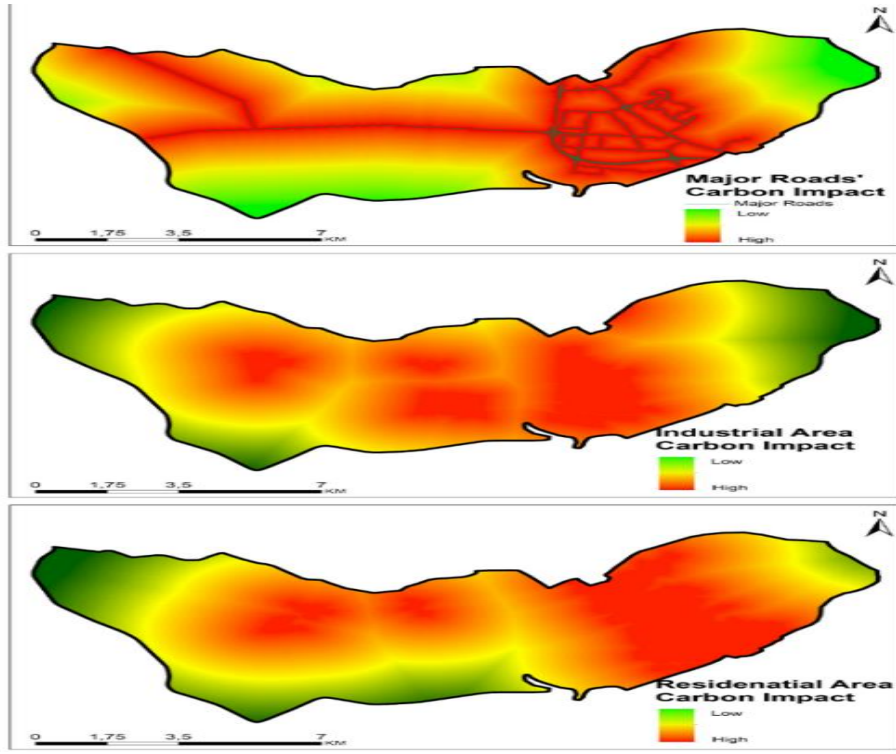 N
Major Roads'
Carbon Impact
Major Roads
Low
High
0 1,75 3,5 7
KM
N
Industrial Area
Carbon Impact
Low
High
0 1,75 3,5 7
KM
N
Residenatial Area
Carbon Impact
Low
High
0 1,75 3,5 7
KM